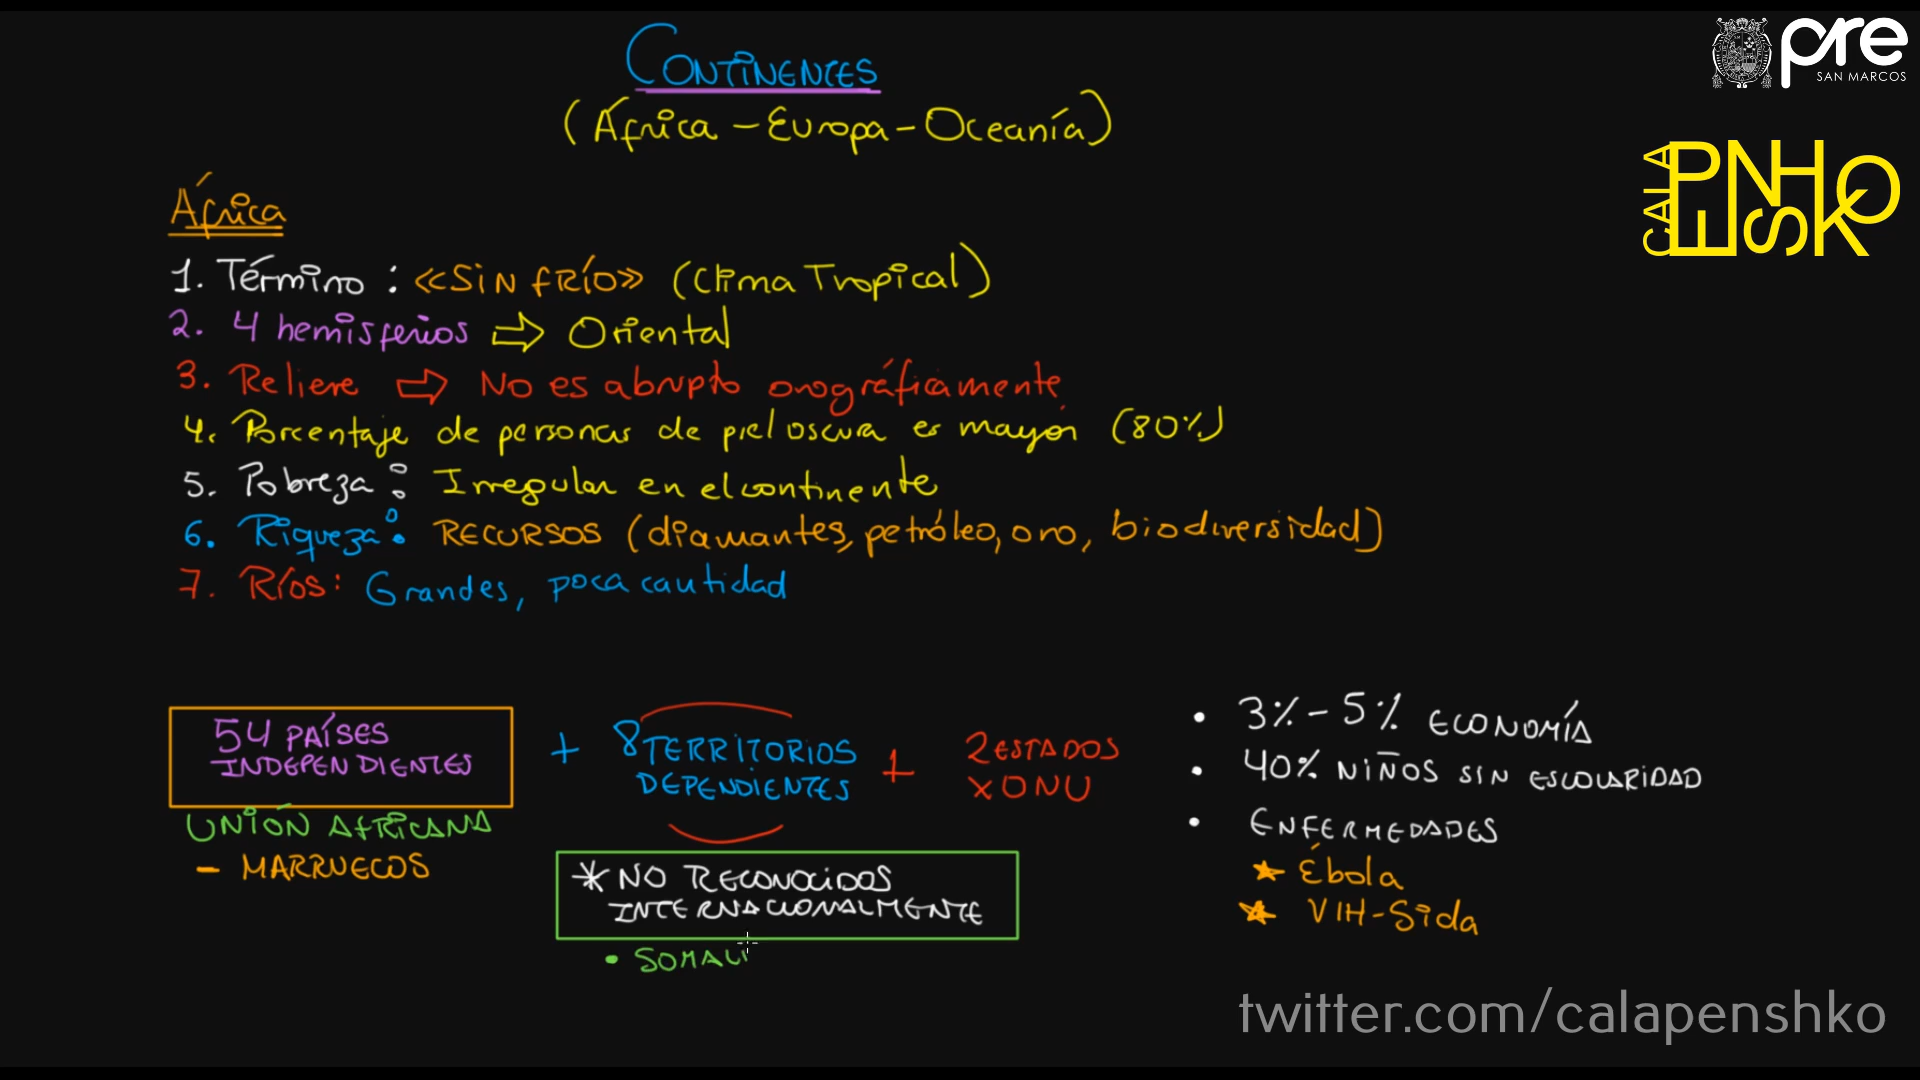 CONTINENTES
(África - Europa - Oceanía)
pre
SAN MARCOS
CALA
PENSHKO
África
1. Término : «SIN FRÍO» (Clima Tropical)
2. 4 hemisferios ⇨ Oriental
3. Relieve ⇨ No es abrupto orográficamente
4. Porcentaje de personas de piel oscura es mayor (80%)
5. Pobreza : Irregular en el continente
6. Riqueza : RECURSOS (diamantes, petróleo, oro, biodiversidad)
7. Ríos: Grandes, poca cantidad
54 PAÍSES
INDEPENDIENTES
UNIÓN AFRICANA
- MARRUECOS
+
8 TERRITORIOS
DEPENDIENTES
+
2 ESTADOS
X ONU
* NO RECONOCIDOS
INTERNACIONALMENTE
• SOMALI
• 3% - 5% ECONOMÍA
• 40% NIÑOS SIN ESCOLARIDAD
• ENFERMEDADES
★ Ébola
★ VIH-Sida
twitter.com/calapenshko